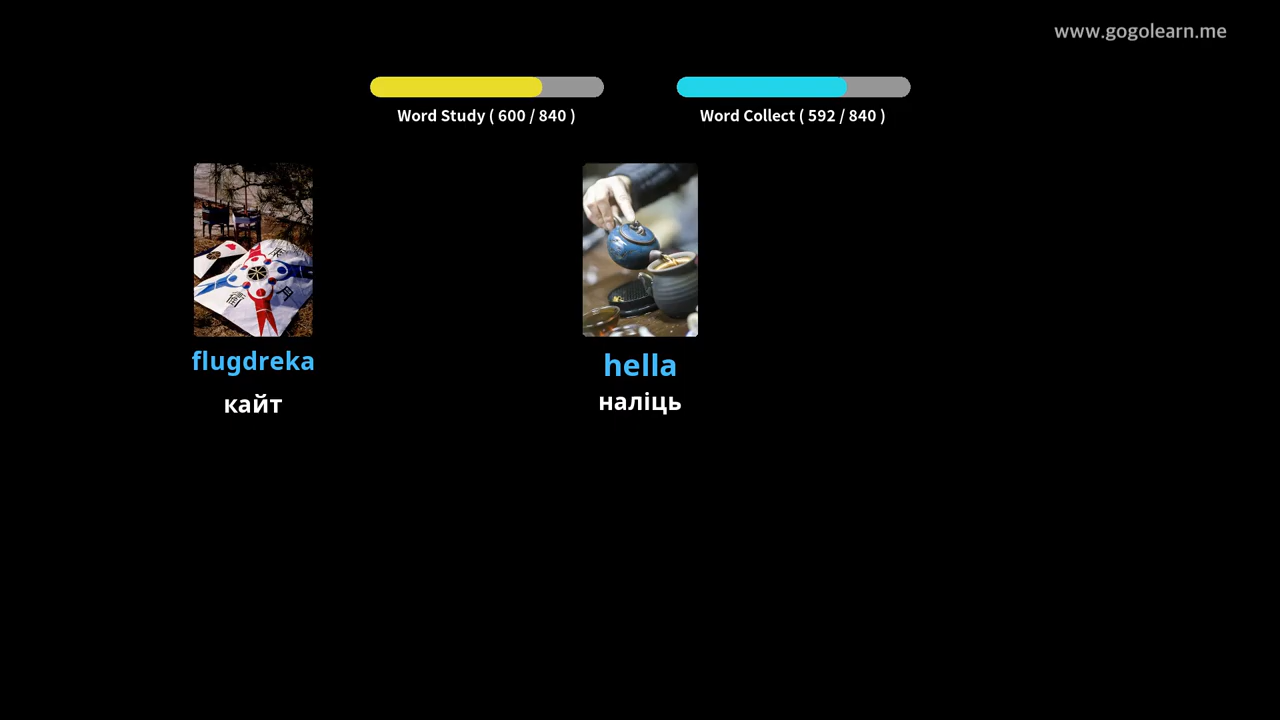 www.gogolearn.me
Word Study ( 600 / 840 )
Word Collect ( 592 / 840 )
flugdreka
hella
кайт
наліць